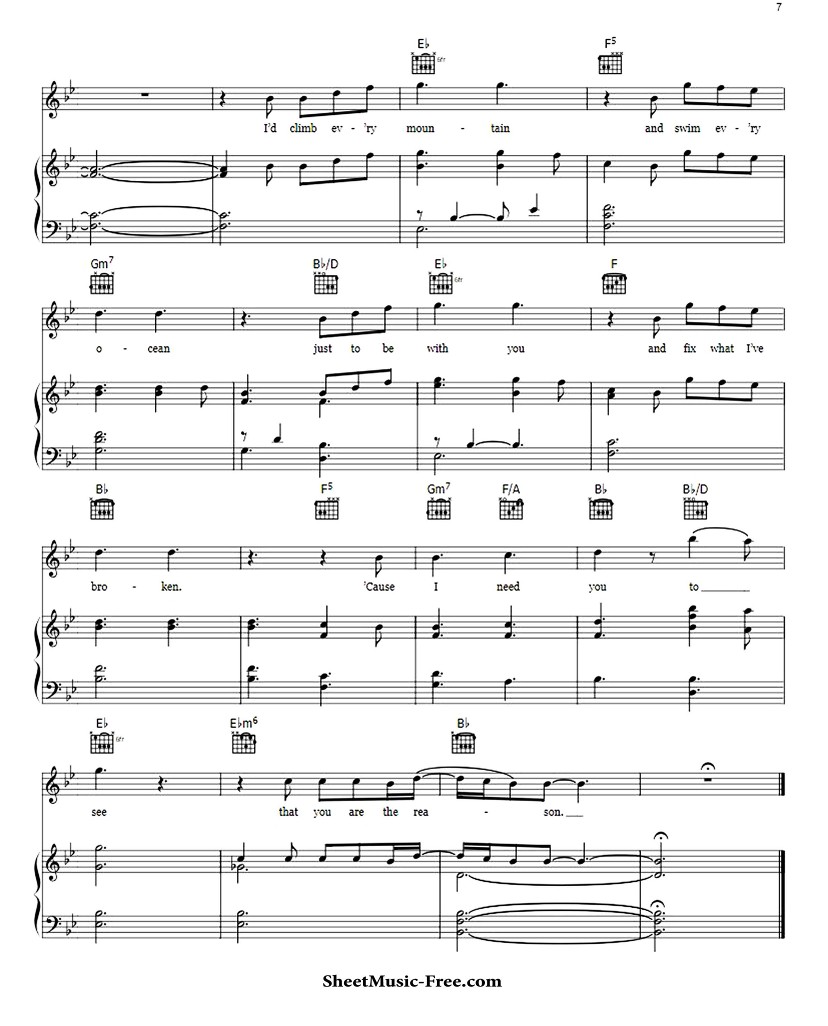 7
E♭ F5
6fr
I'd climb ev - 'ry moun - tain and swim ev - 'ry
Gm7 B♭/D E♭ F
6fr
o - cean just to be with you and fix what I've
B♭ F5 Gm7 F/A B♭ B♭/D
bro - ken. 'Cause I need you to
E♭ E♭m6 B♭
6fr
see that you are the rea - son.
SheetMusic-Free.com